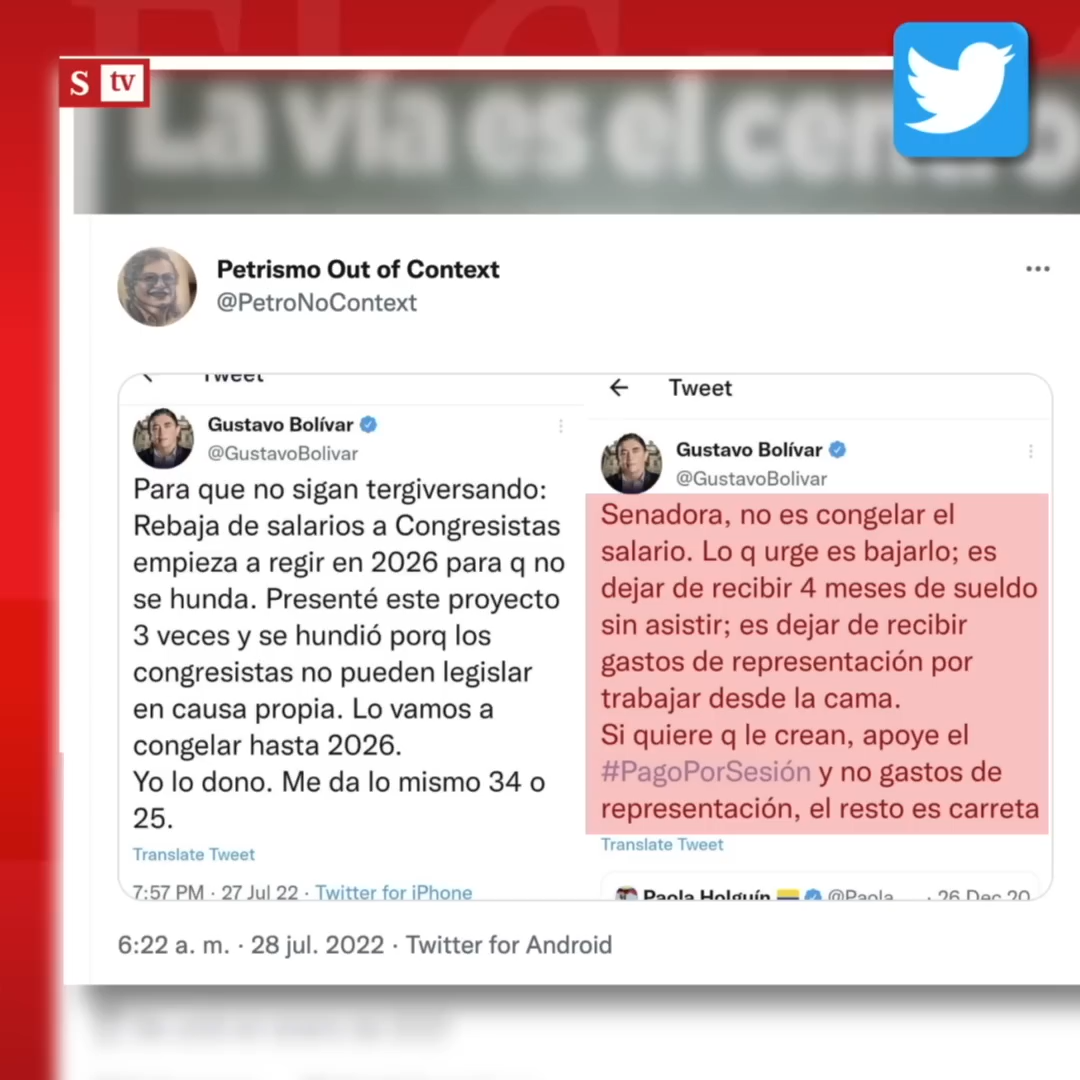 S tv
La vía es el centro
Petrismo Out of Context
@PetroNoContext
Tweet
Gustavo Bolívar
@GustavoBolivar
Para que no sigan tergiversando:
Rebaja de salarios a Congresistas
empieza a regir en 2026 para q no
se hunda. Presenté este proyecto
3 veces y se hundió porq los
congresistas no pueden legislar
en causa propia. Lo vamos a
congelar hasta 2026.
Yo lo dono. Me da lo mismo 34 o
25.
Translate Tweet
7:57 PM · 27 Jul 22 · Twitter for iPhone
Tweet
Gustavo Bolívar
@GustavoBolivar
Senadora, no es congelar el
salario. Lo q urge es bajarlo; es
dejar de recibir 4 meses de sueldo
sin asistir; es dejar de recibir
gastos de representación por
trabajar desde la cama.
Si quiere q le crean, apoye el
#PagoPorSesión y no gastos de
representación, el resto es carreta
Translate Tweet
Paola Holguín @Paola... · 26 Dec 20
6:22 a. m. · 28 jul. 2022 · Twitter for Android